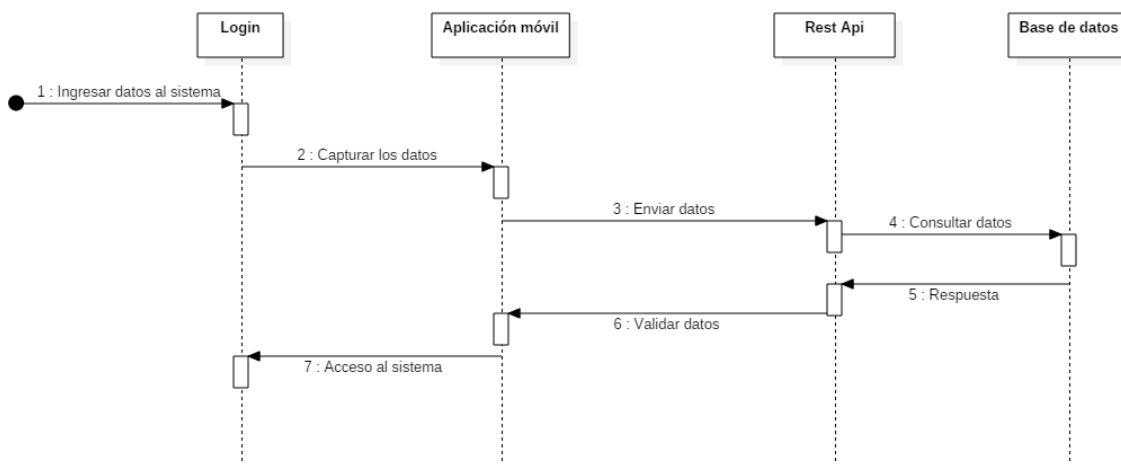 Login
Aplicación móvil
Rest Api
Base de datos
1 : Ingresar datos al sistema
2 : Capturar los datos
3 : Enviar datos
4 : Consultar datos
5 : Respuesta
6 : Validar datos
7 : Acceso al sistema